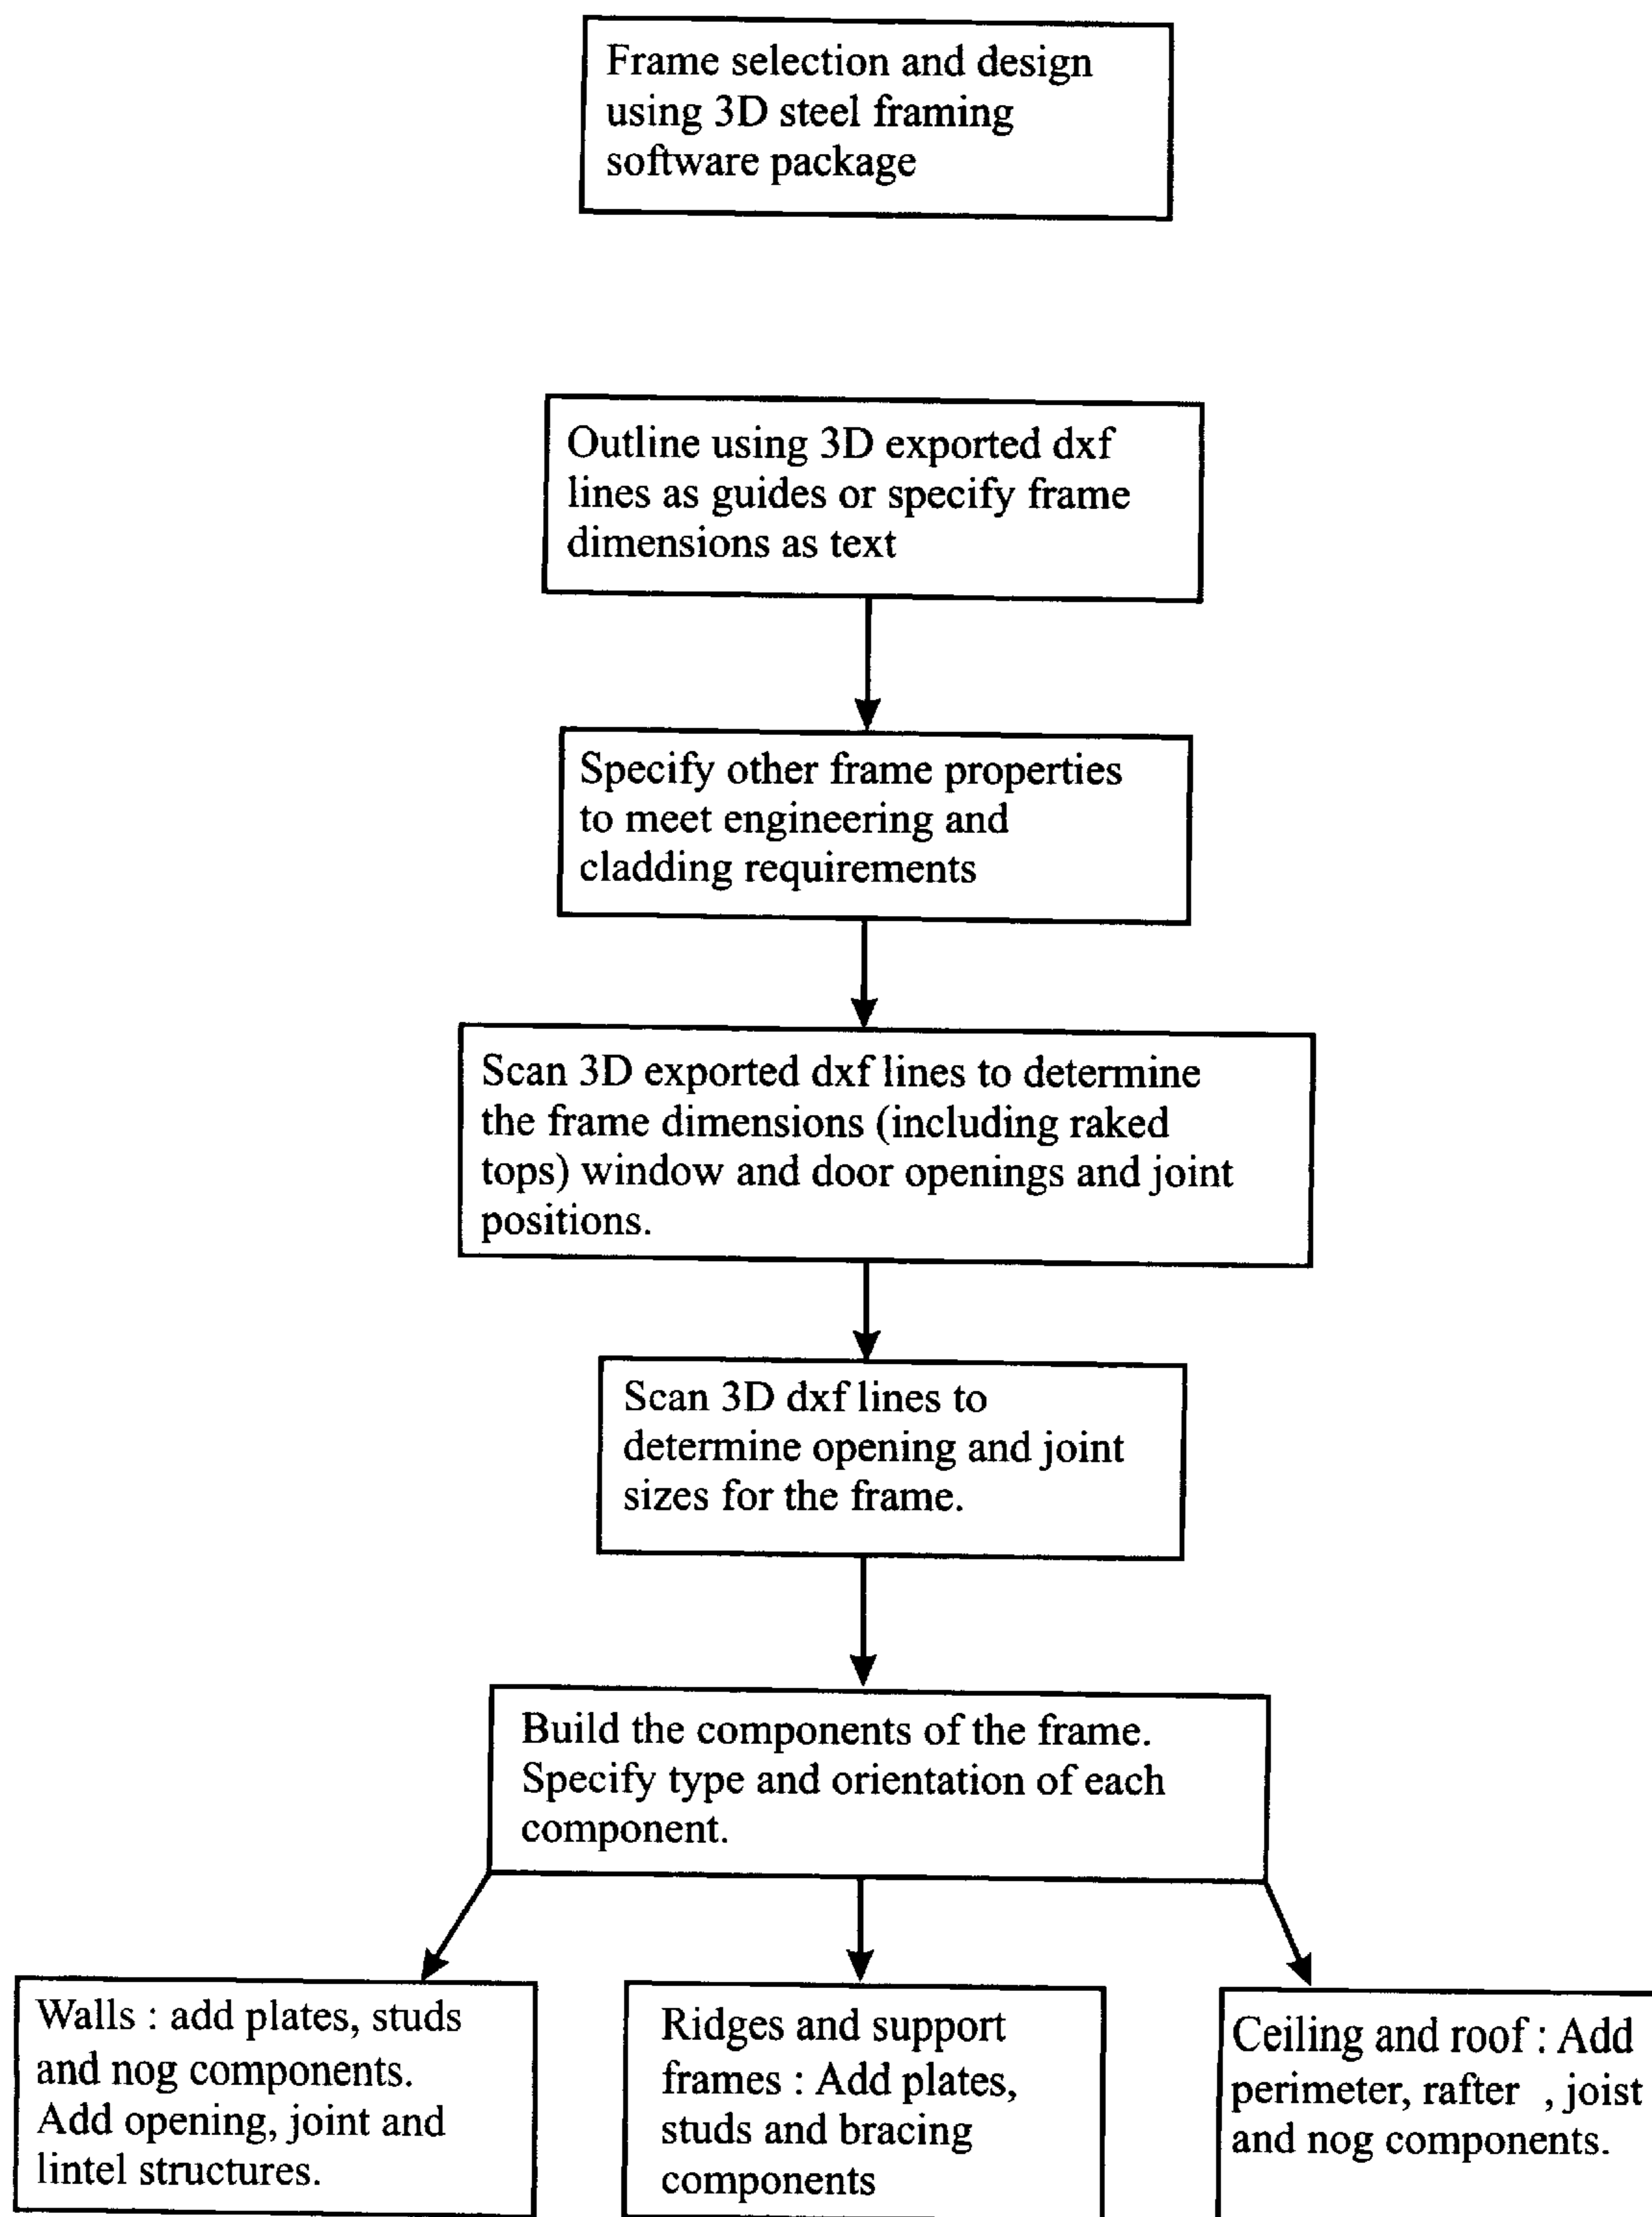 Frame selection and design
using 3D steel framing
software package
Outline using 3D exported dxf
lines as guides or specify frame
dimensions as text
Specify other frame properties
to meet engineering and
cladding requirements
Scan 3D exported dxf lines to determine
the frame dimensions (including raked
tops) window and door openings and joint
positions.
Scan 3D dxf lines to
determine opening and joint
sizes for the frame.
Build the components of the frame.
Specify type and orientation of each
component.
Walls : add plates, studs
and nog components.
Add opening, joint and
lintel structures.
Ridges and support
frames : Add plates,
studs and bracing
components
Ceiling and roof : Add
perimeter, rafter , joist
and nog components.